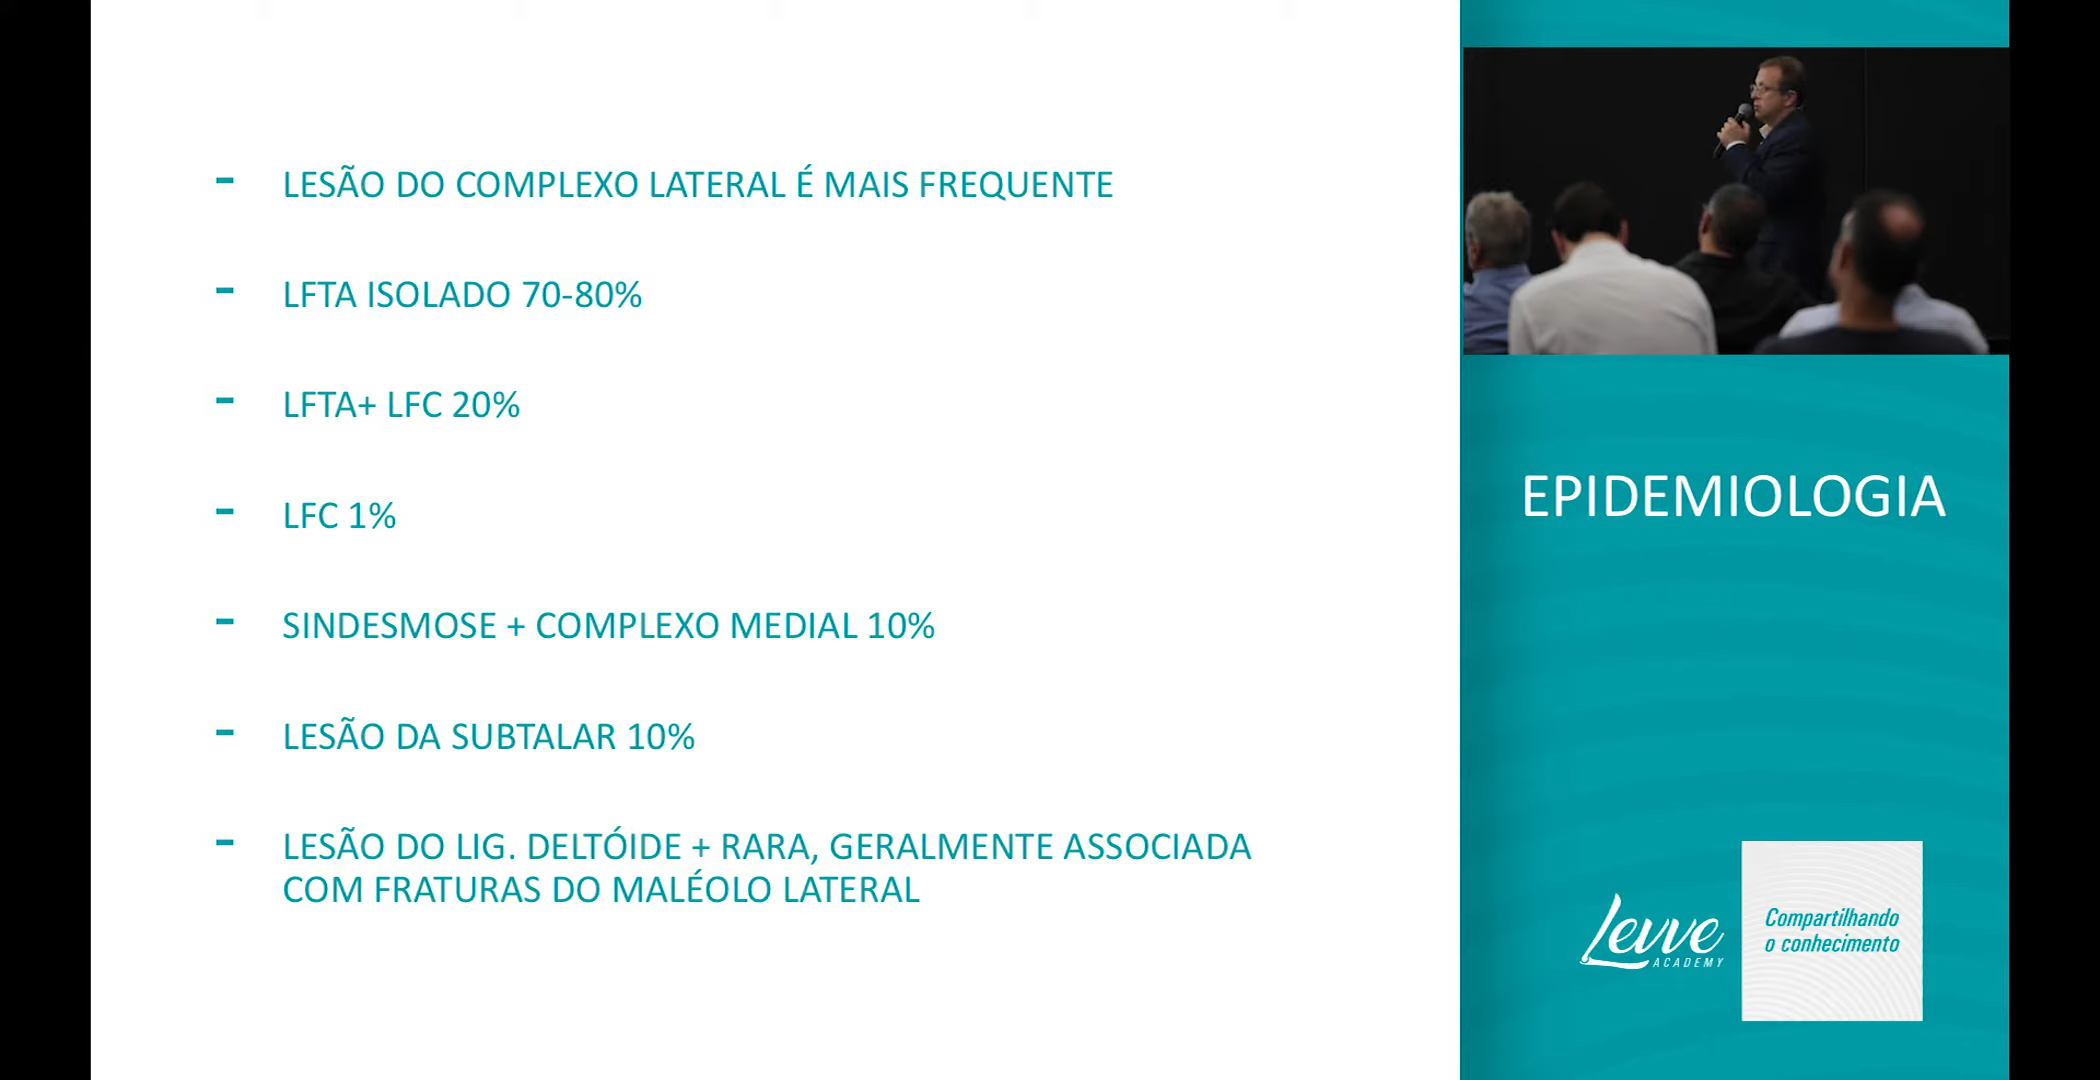 - LESÃO DO COMPLEXO LATERAL É MAIS FREQUENTE
- LFTA ISOLADO 70-80%
- LFTA+ LFC 20%
- LFC 1%
- SINDESMOSE + COMPLEXO MEDIAL 10%
- LESÃO DA SUBTALAR 10%
- LESÃO DO LIG. DELTÓIDE + RARA, GERALMENTE ASSOCIADA
COM FRATURAS DO MALÉOLO LATERAL
EPIDEMIOLOGIA
Levve
ACADEMY
Compartilhando
o conhecimento